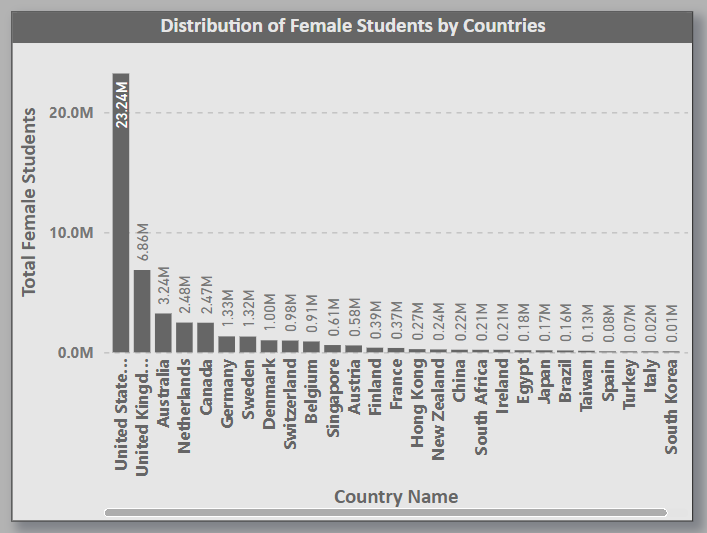 Distribution of Female Students by Countries
Total Female Students
20.0M
10.0M
0.0M
23.24M
6.86M
3.24M
2.48M
2.47M
1.33M
1.32M
1.00M
0.98M
0.91M
0.61M
0.58M
0.39M
0.37M
0.27M
0.24M
0.22M
0.21M
0.21M
0.18M
0.17M
0.16M
0.13M
0.08M
0.07M
0.02M
0.01M
United State...
United Kingd...
Australia
Netherlands
Canada
Germany
Sweden
Denmark
Switzerland
Belgium
Singapore
Austria
Finland
France
Hong Kong
New Zealand
China
South Africa
Ireland
Egypt
Japan
Brazil
Taiwan
Spain
Turkey
Italy
South Korea
Country Name